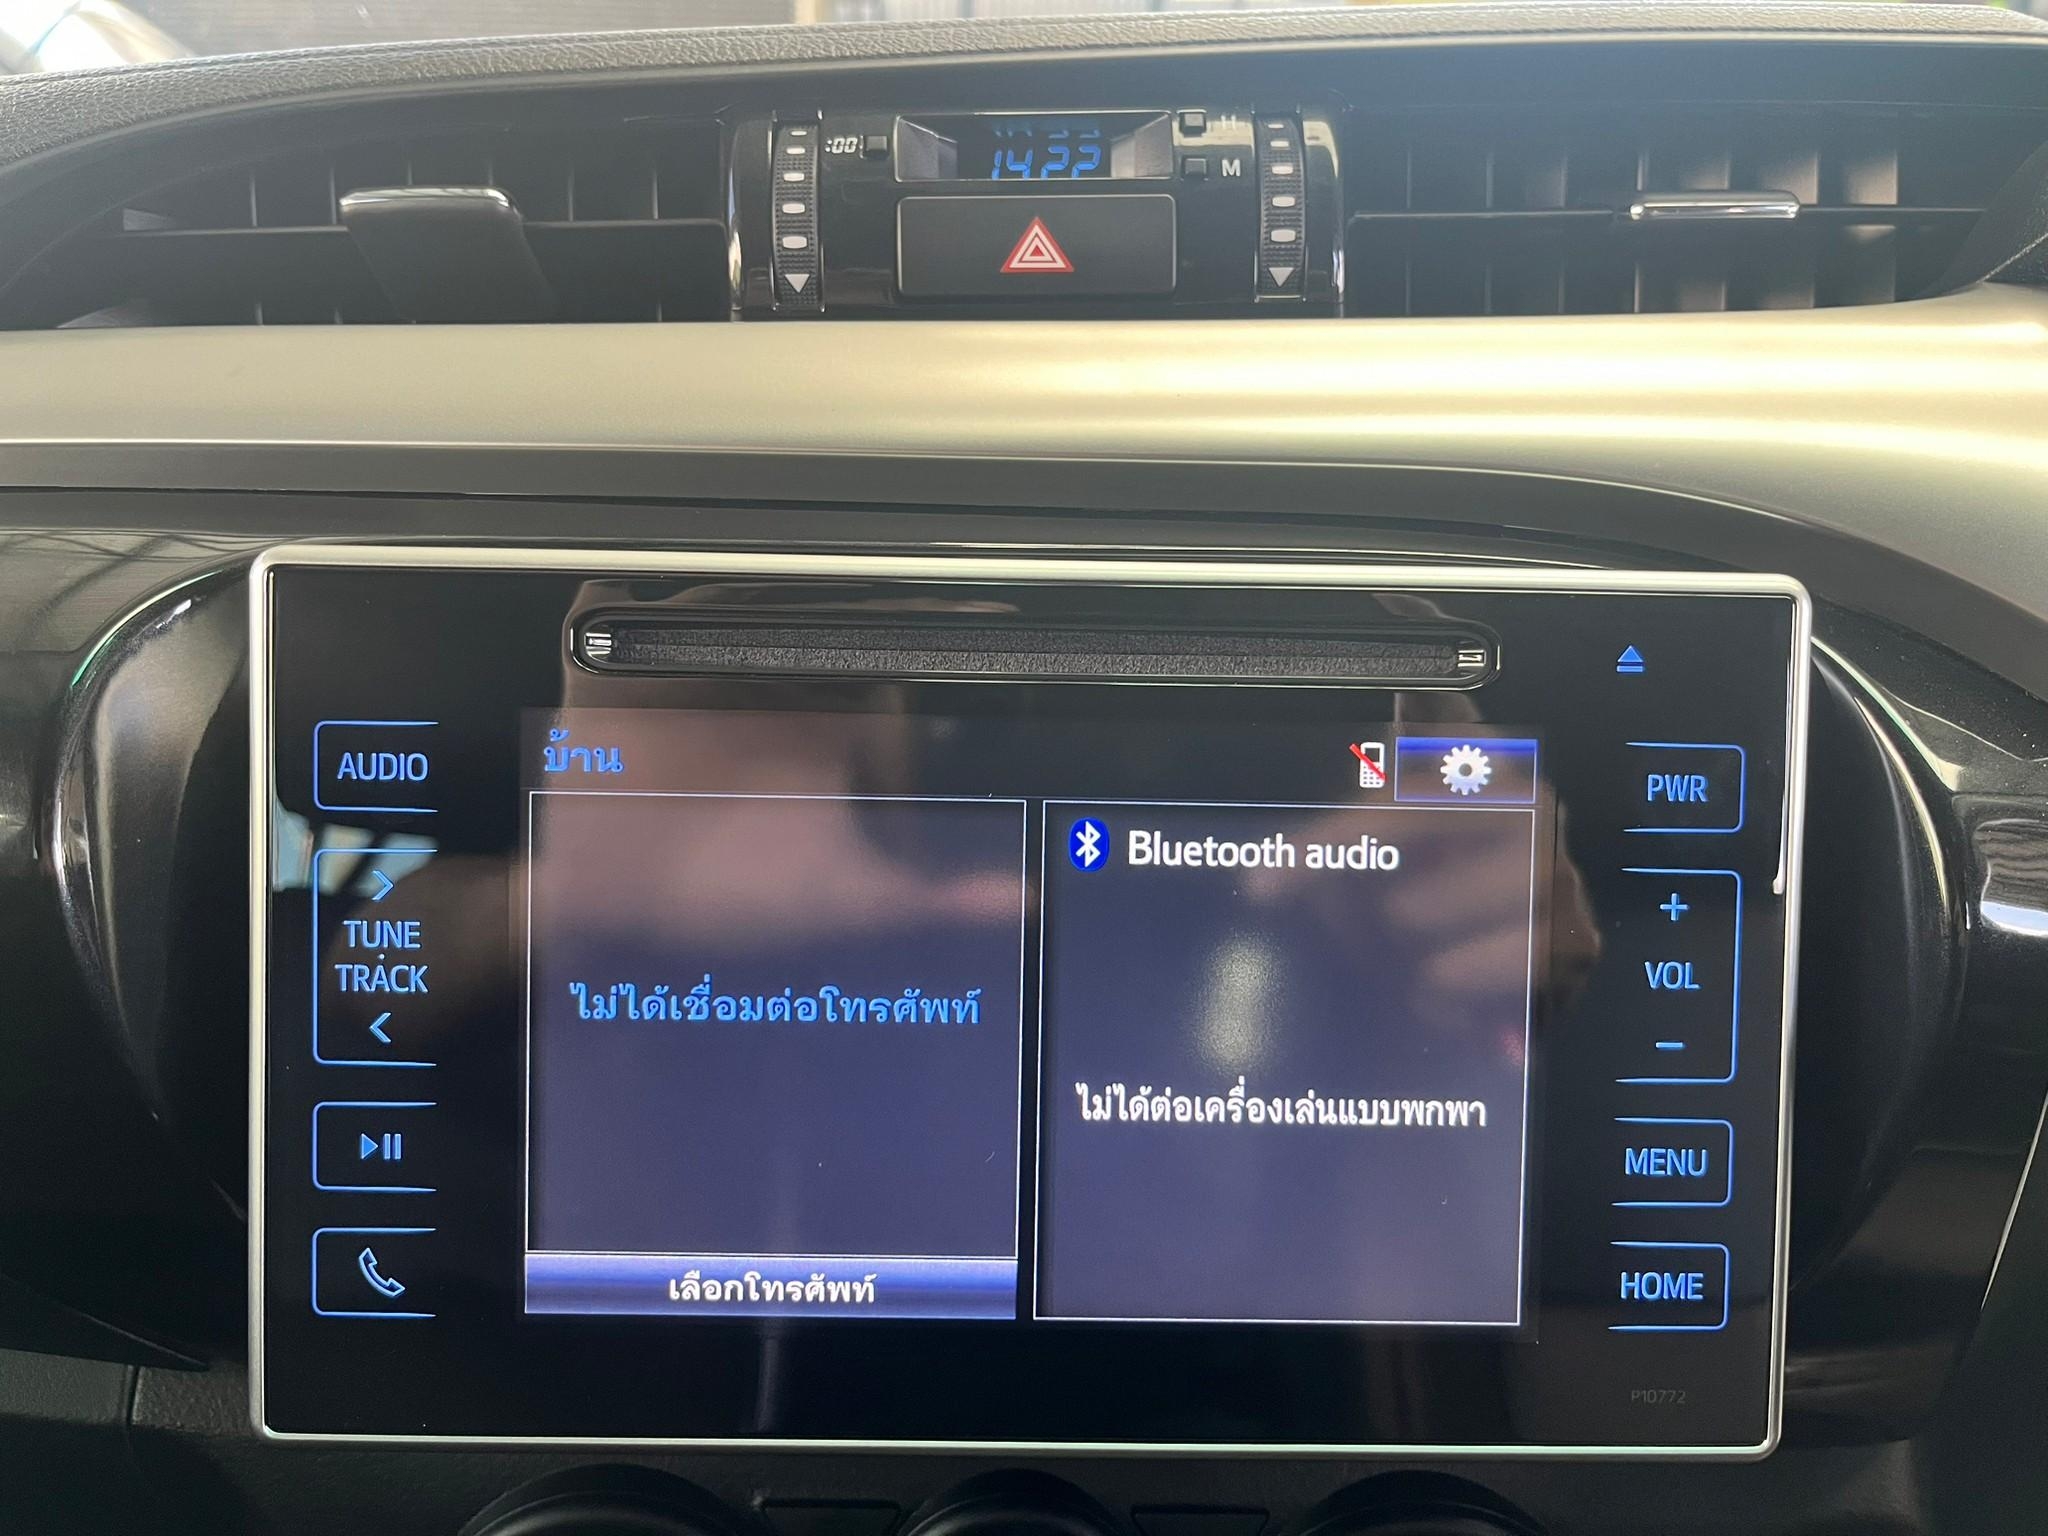 :00
14:22
H
M
AUDIO
PWR
บ้าน
Bluetooth audio
TUNE
TRACK
+
VOL
-
ไม่ได้เชื่อมต่อโทรศัพท์
ไม่ได้ต่อเครื่องเล่นแบบพกพา
MENU
เลือกโทรศัพท์
HOME
P10772